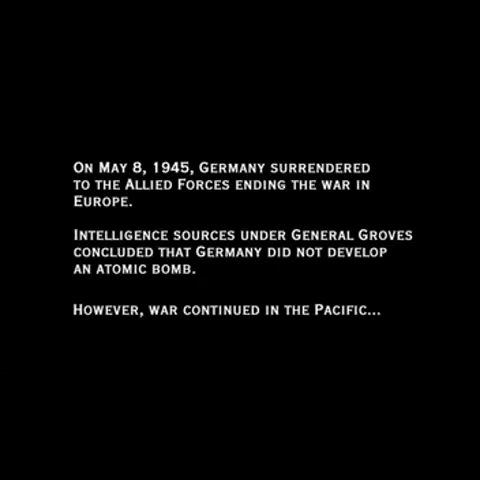 On May 8, 1945, Germany surrendered
to the Allied Forces ending the war in
Europe.
Intelligence sources under General Groves
concluded that Germany did not develop
an atomic bomb.
However, war continued in the Pacific...